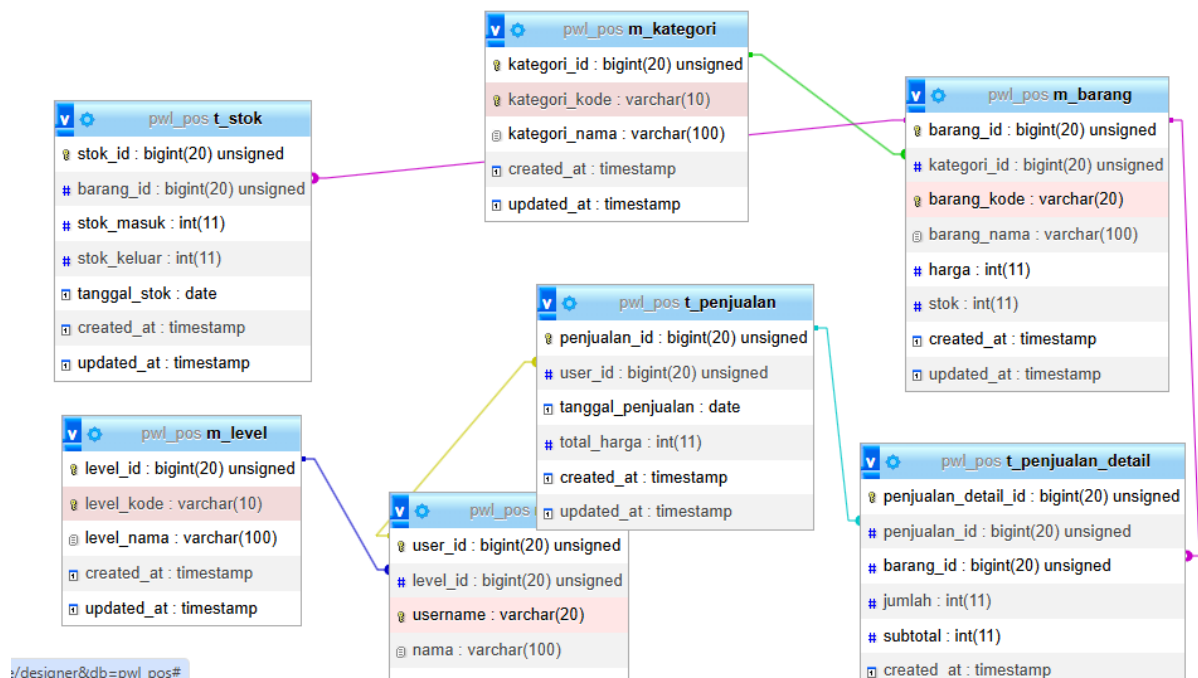 v pwl_pos m_kategori
kategori_id : bigint(20) unsigned
kategori_kode : varchar(10)
kategori_nama : varchar(100)
created_at : timestamp
updated_at : timestamp
v pwl_pos m_barang
barang_id : bigint(20) unsigned
kategori_id : bigint(20) unsigned
barang_kode : varchar(20)
barang_nama : varchar(100)
harga : int(11)
stok : int(11)
created_at : timestamp
updated_at : timestamp
v pwl_pos t_stok
stok_id : bigint(20) unsigned
barang_id : bigint(20) unsigned
stok_masuk : int(11)
stok_keluar : int(11)
tanggal_stok : date
created_at : timestamp
updated_at : timestamp
v pwl_pos t_penjualan
penjualan_id : bigint(20) unsigned
user_id : bigint(20) unsigned
tanggal_penjualan : date
total_harga : int(11)
created_at : timestamp
updated_at : timestamp
v pwl_pos m_level
level_id : bigint(20) unsigned
level_kode : varchar(10)
level_nama : varchar(100)
created_at : timestamp
updated_at : timestamp
v pwl_pos
user_id : bigint(20) unsigned
level_id : bigint(20) unsigned
username : varchar(20)
nama : varchar(100)
v pwl_pos t_penjualan_detail
penjualan_detail_id : bigint(20) unsigned
penjualan_id : bigint(20) unsigned
barang_id : bigint(20) unsigned
jumlah : int(11)
subtotal : int(11)
created_at : timestamp
e/designer&db=pwl_pos#